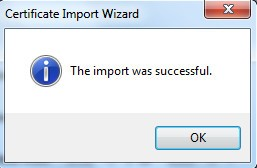 Certificate Import Wizard
The import was successful.
OK